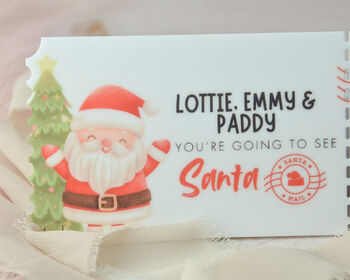 LOTTIE, EMMY &
PADDY
YOU'RE GOING TO SEE
Santa
SANTA
MAIL